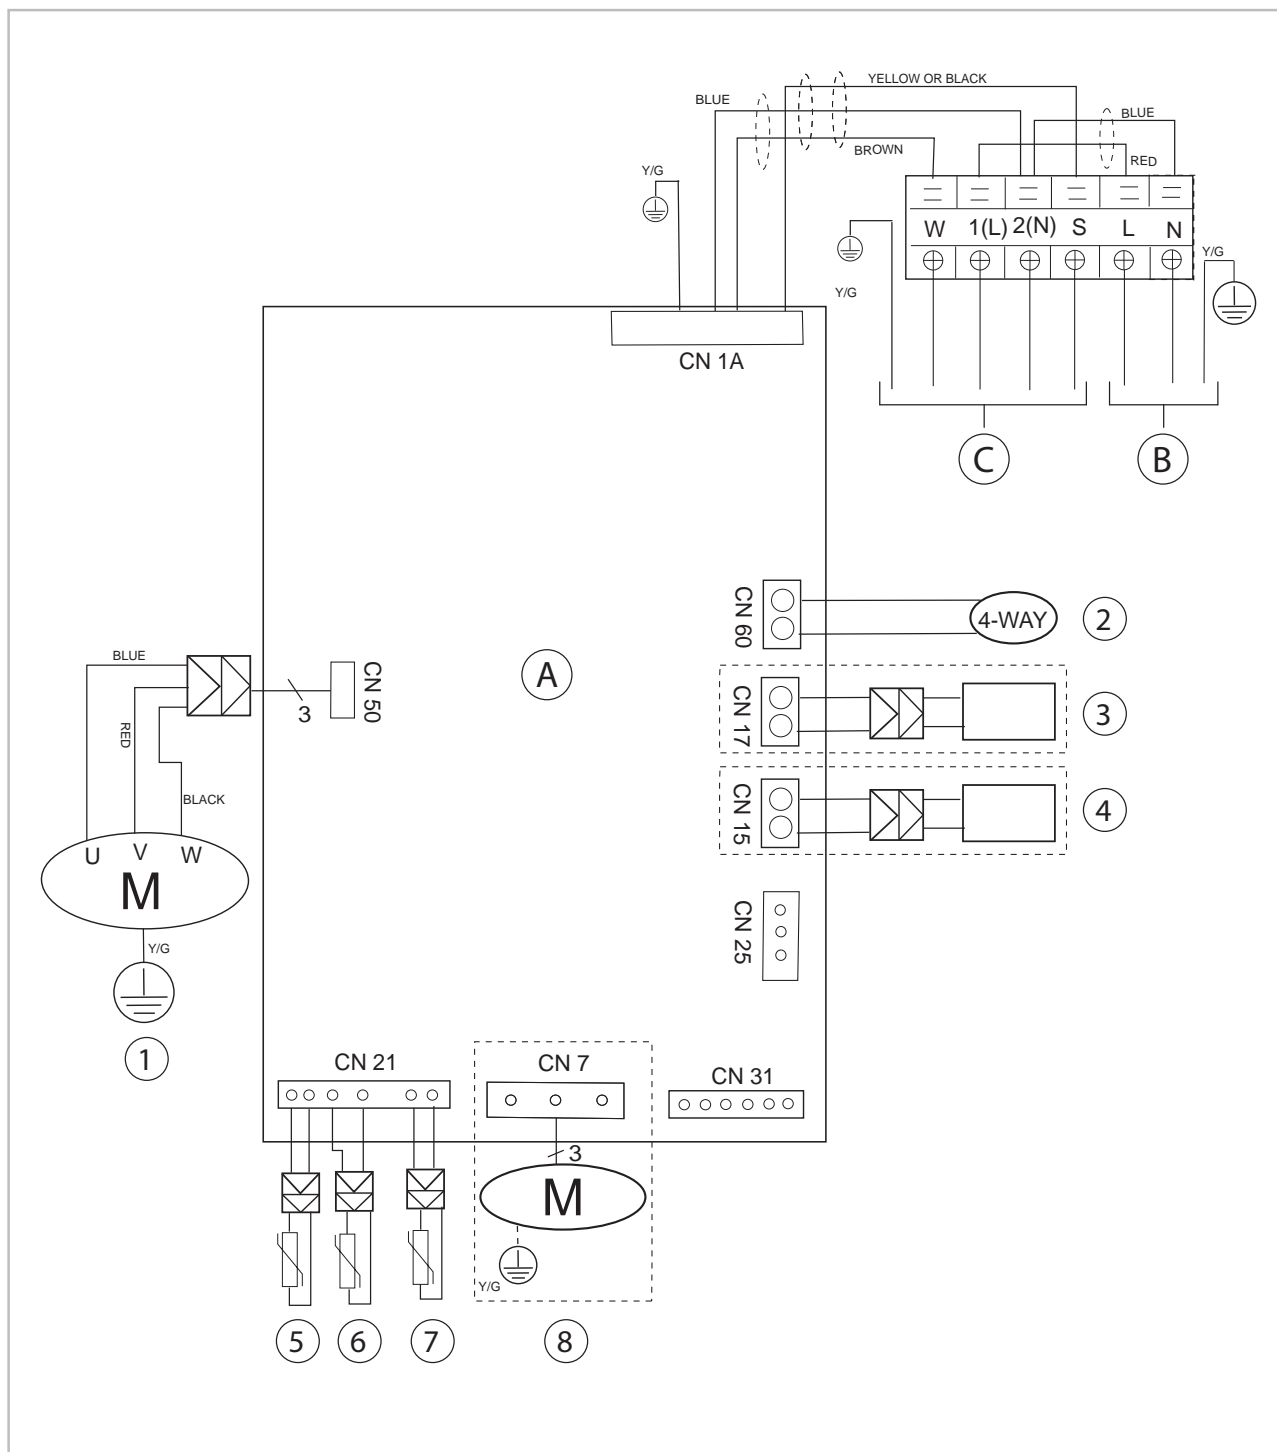 YELLOW OR BLACK
BLUE
BLUE
BROWN
RED
Y/G
W 1(L) 2(N) S L N
Y/G
Y/G
CN 1A
C
B
CN 60
4-WAY
2
BLUE
CN 50
A
3
CN 17
3
RED
BLACK
CN 15
4
U V W
M
CN 25
Y/G
1
CN 21
CN 7
CN 31
3
M
Y/G
5
6
7
8